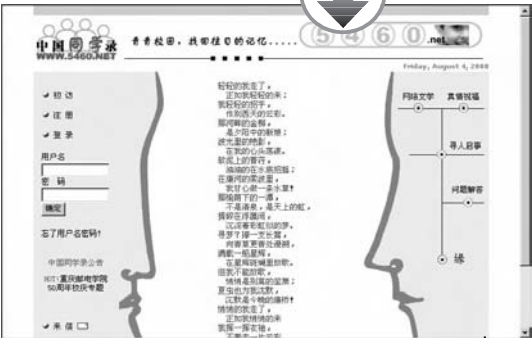 中国同学录
WWW.5460.NET
青青校园，找回往日的记忆.....
5460.net
Friday, August 4, 2000
初 访
注 册
登 录
用户名
密 码
确定
忘了用户名密码?
中国同学录公告
HOT!重庆邮电学院
50周年校庆专题
来 信
轻轻的我走了，
正如我轻轻的来；
我轻轻的招手，
作别西天的云彩。
那河畔的金柳，
是夕阳中的新娘；
波光里的艳影，
在我的心头荡漾。
软泥上的青荇，
油油的在水底招摇；
在康河的柔波里，
我甘心做一条水草！
那榆荫下的一潭，
不是清泉，是天上的虹，
揉碎在浮藻间，
沉淀着彩虹似的梦。
寻梦？撑一支长篙，
向青草更青处漫溯，
满载一船星辉，
在星辉斑斓里放歌。
但我不能放歌，
悄悄是别离的笙箫；
夏虫也为我沉默，
沉默是今晚的康桥！
悄悄的我走了，
正如我悄悄的来
我挥一挥衣袖，
不带走一片云彩
网络文学
真情祝福
寻人启事
问题解答
缘